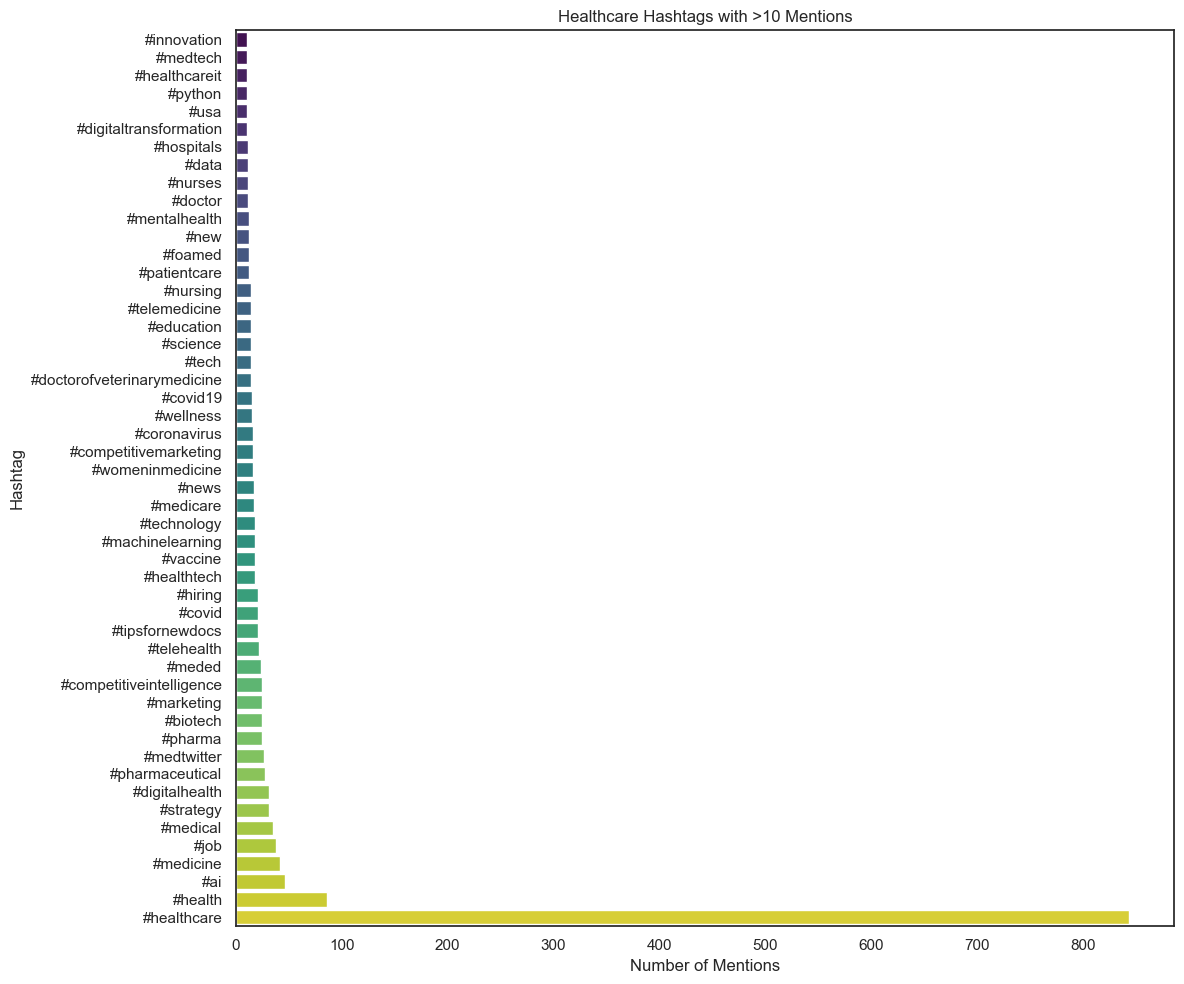 Healthcare Hashtags with >10 Mentions
#innovation
#medtech
#healthcareit
#python
#usa
#digitaltransformation
#hospitals
#data
#nurses
#doctor
#mentalhealth
#new
#foamed
#patientcare
#nursing
#telemedicine
#education
#science
#tech
#doctorofveterinarymedicine
#covid19
#wellness
#coronavirus
#competitivemarketing
#womeninmedicine
#news
#medicare
#technology
#machinelearning
#vaccine
#healthtech
#hiring
#covid
#tipsfornewdocs
#telehealth
#meded
#competitiveintelligence
#marketing
#biotech
#pharma
#medtwitter
#pharmaceutical
#digitalhealth
#strategy
#medical
#job
#medicine
#ai
#health
#healthcare
Hashtag
0 100 200 300 400 500 600 700 800
Number of Mentions